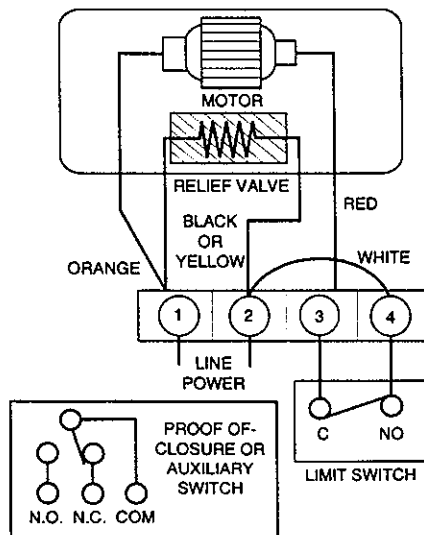 MOTOR
RELIEF VALVE
RED
BLACK
OR
YELLOW
WHITE
ORANGE
1 2 3 4
LINE
POWER
C NO
LIMIT SWITCH
PROOF OF-
CLOSURE OR
AUXILIARY
SWITCH
N.O. N.C. COM